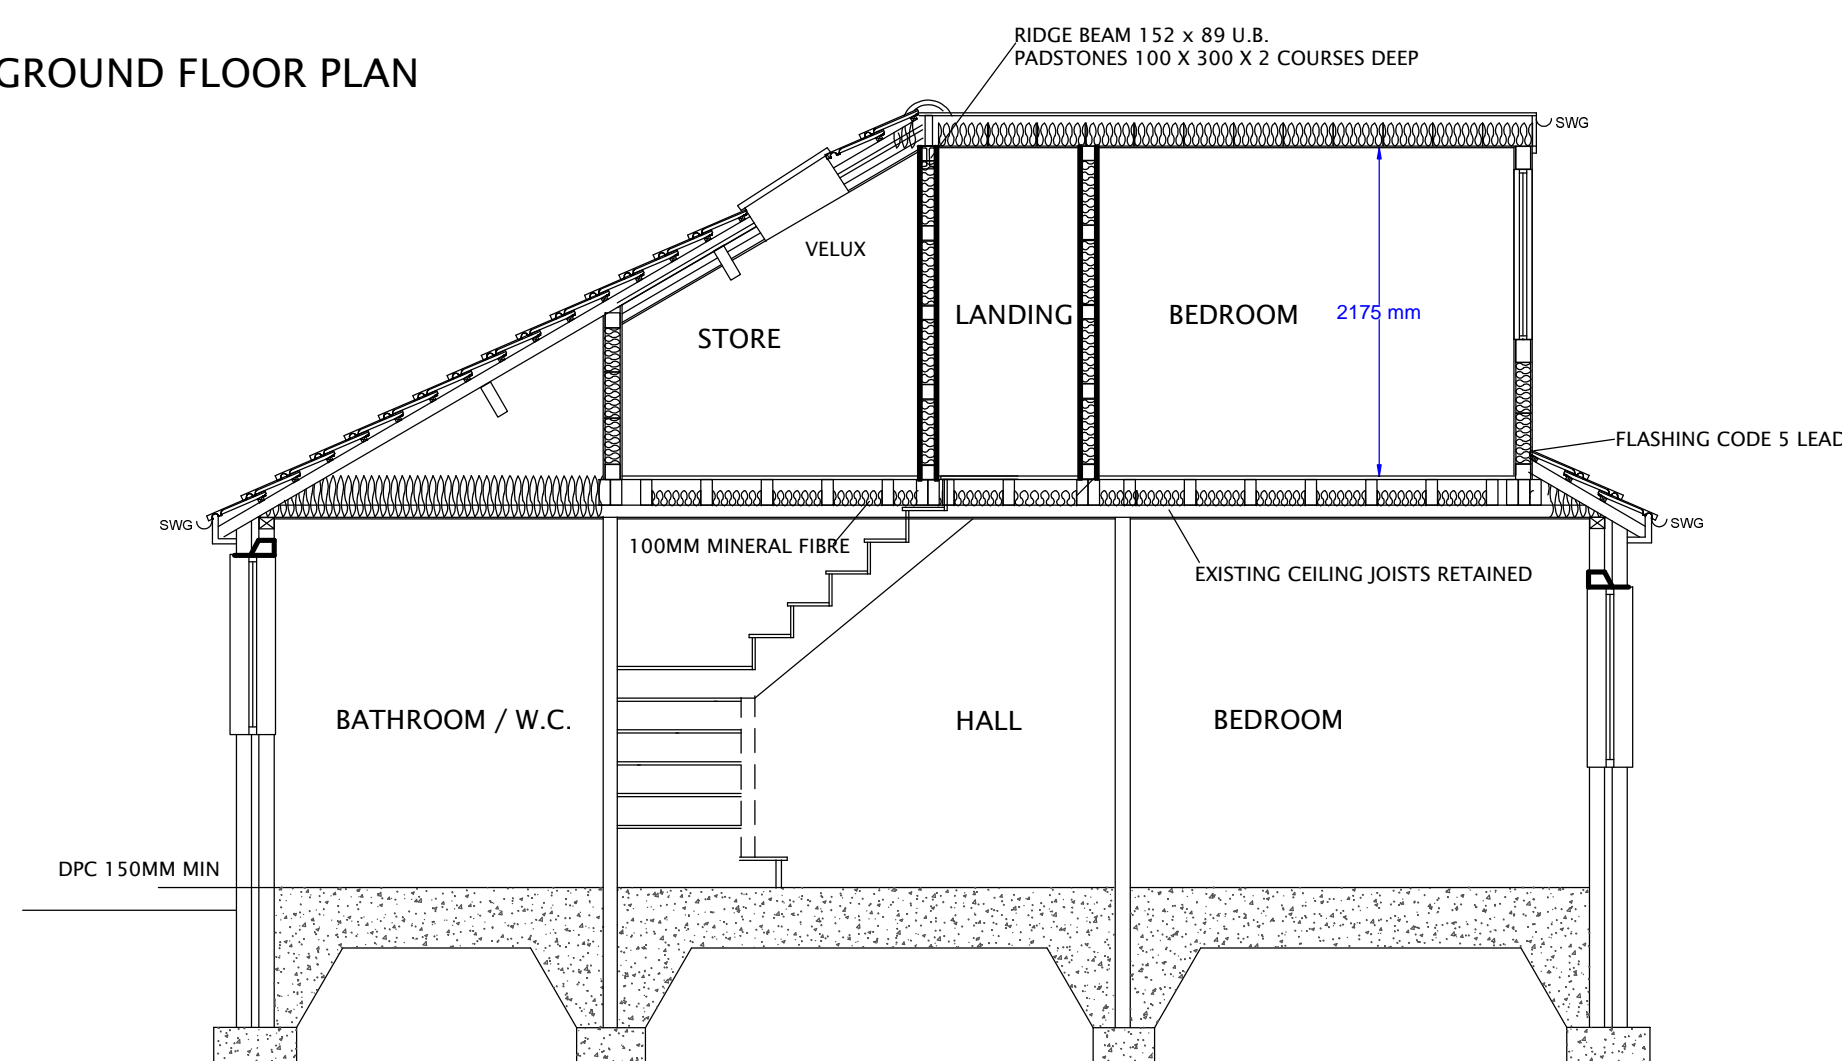 RIDGE BEAM 152 x 89 U.B.
PADSTONES 100 X 300 X 2 COURSES DEEP
GROUND FLOOR PLAN
SWG
VELUX
STORE
LANDING
BEDROOM
2175 mm
FLASHING CODE 5 LEAD
SWG
SWG
100MM MINERAL FIBRE
EXISTING CEILING JOISTS RETAINED
BATHROOM / W.C.
HALL
BEDROOM
DPC 150MM MIN